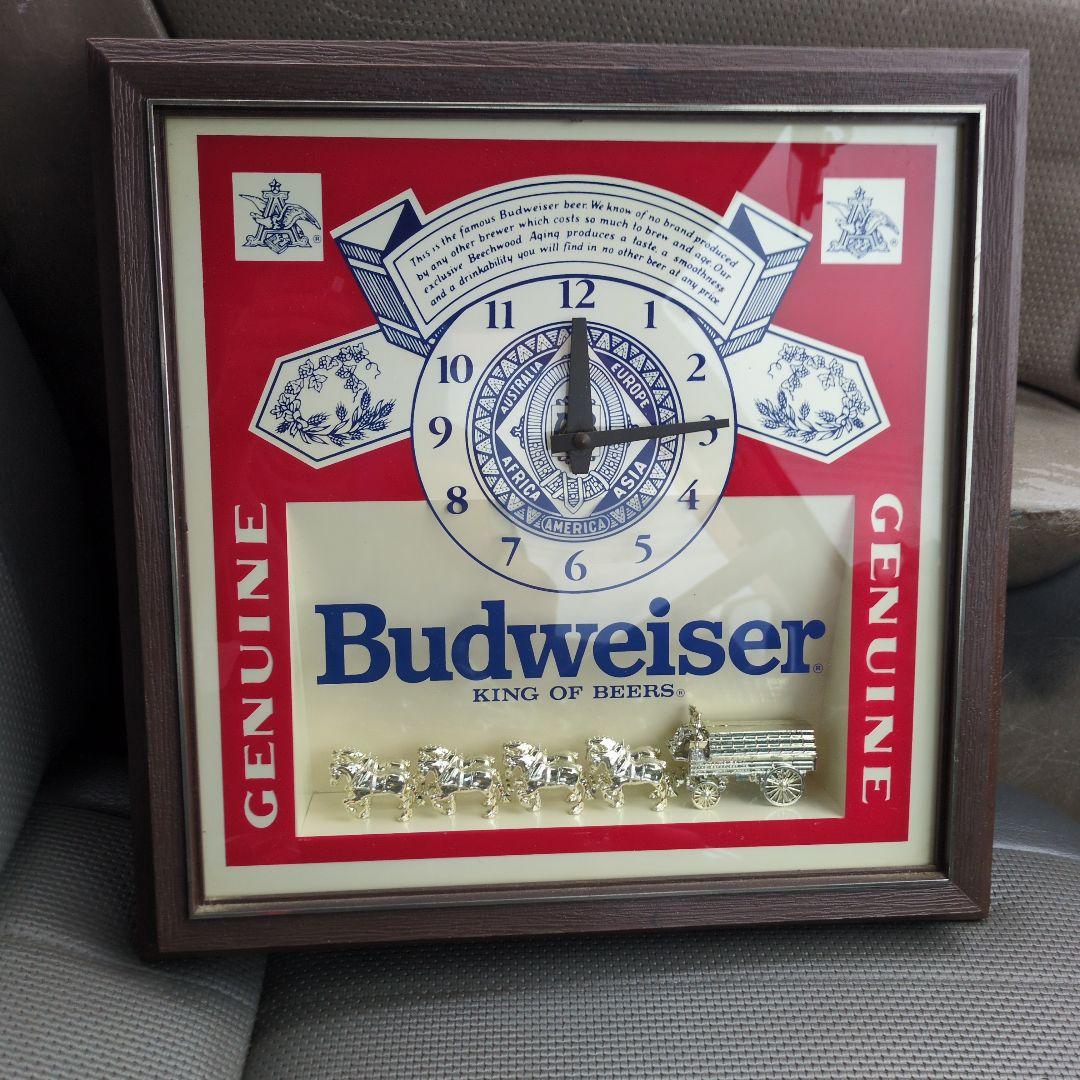 This is the famous Budweiser beer. We know of no brand produced
by any other brewer which costs so much to brew and age. Our
exclusive Beechwood Aging produces a taste, a smoothness
and a drinkability you will find in no other beer at any price
12
11
1
10
2
9
3
8
4
7
5
6
AUSTRALIA
EUROPE
AFRICA
ASIA
AMERICA
GENUINE
GENUINE
Budweiser®
KING OF BEERS®